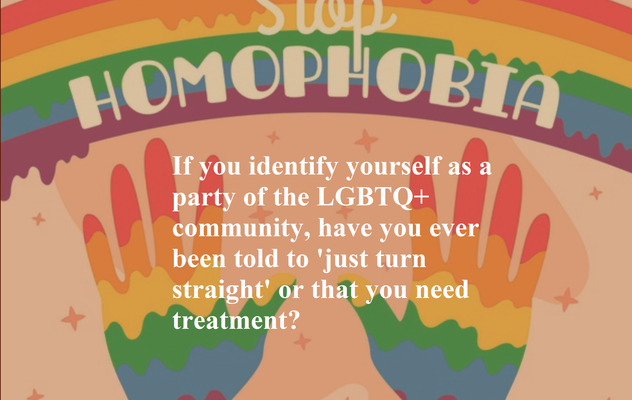 Stop
HOMOPHOBIA
If you identify yourself as a
party of the LGBTQ+
community, have you ever
been told to 'just turn
straight' or that you need
treatment?